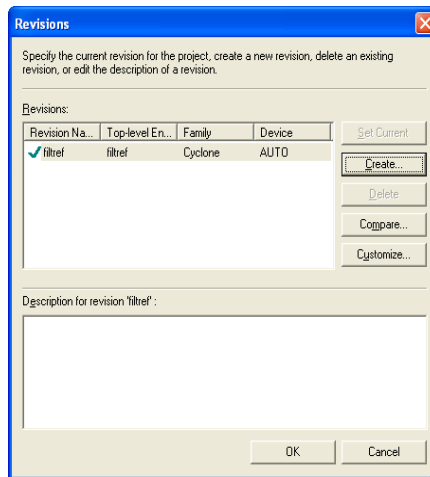 Revisions
Specify the current revision for the project, create a new revision, delete an existing
revision, or edit the description of a revision.
Revisions:
Revision Na... Top-level En... Family Device
filtref filtref Cyclone AUTO
Set Current
Create...
Delete
Compare...
Customize...
Description for revision 'filtref' :
OK Cancel